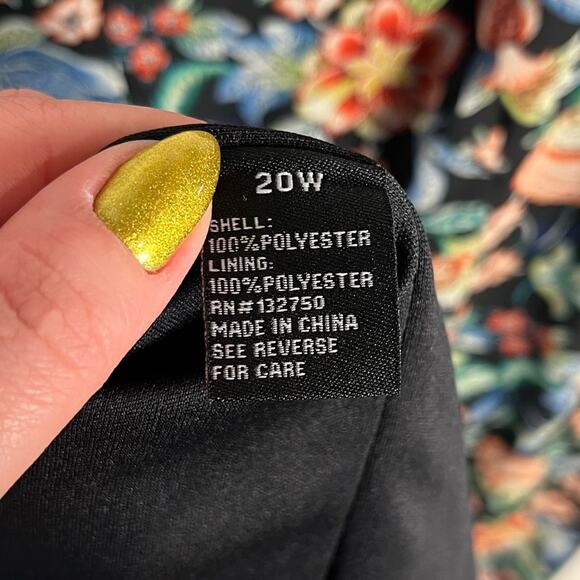 20W
SHELL:
100%POLYESTER
LINING:
100%POLYESTER
RN#132750
MADE IN CHINA
SEE REVERSE
FOR CARE